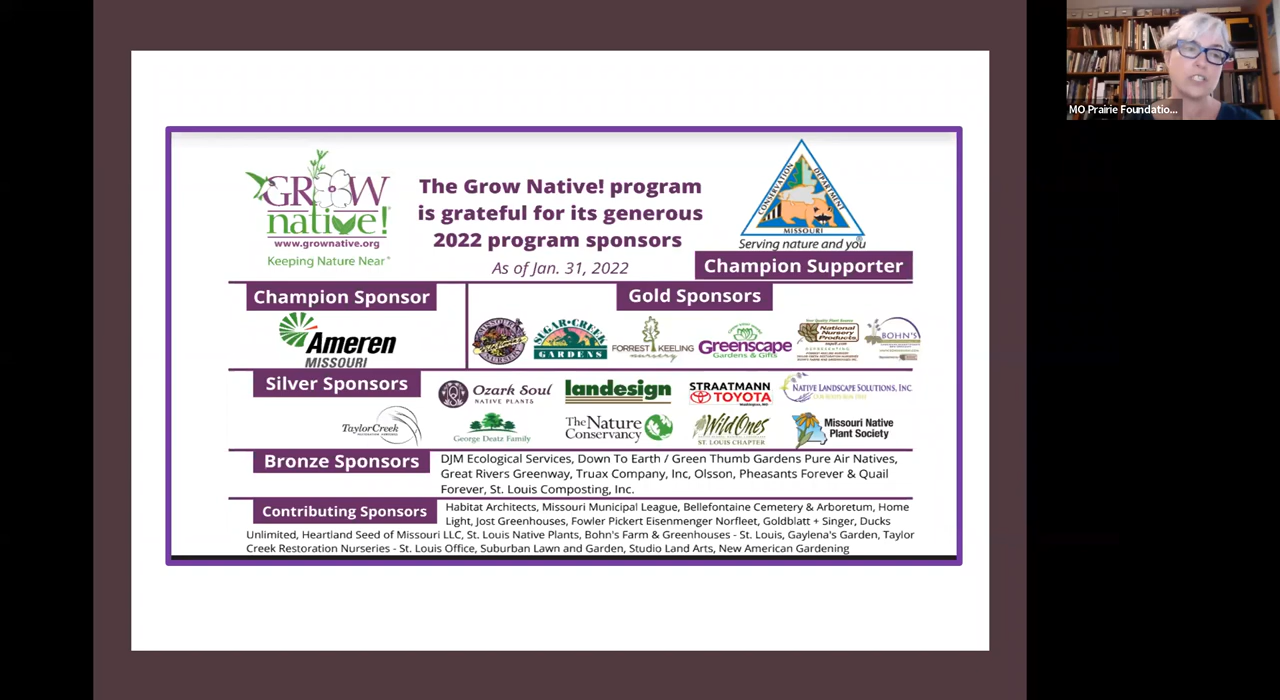 MO Prairie Foundatio...
GROW
native!
www.grownative.org
Keeping Nature Near
The Grow Native! program
is grateful for its generous
2022 program sponsors
As of Jan. 31, 2022
CONSERVATION DEPARTMENT
MISSOURI
Serving nature and you
Champion Supporter
Champion Sponsor
Ameren
MISSOURI
Gold Sponsors
SUGAR CREEK
GARDENS
FORREST KEELING
nursery
Greenscape
Gardens & Gifts
National
Nursery
Products
BOHN'S
Silver Sponsors
Ozark Soul
NATIVE PLANTS
landesign
STRAATMANN
TOYOTA
NATIVE LANDSCAPE SOLUTIONS, INC
TaylorCreek
George Deatz Family
The Nature
Conservancy
Wild Ones
ST. LOUIS CHAPTER
Missouri Native
Plant Society
Bronze Sponsors
DJM Ecological Services, Down To Earth / Green Thumb Gardens Pure Air Natives,
Great Rivers Greenway, Truax Company, Inc, Olsson, Pheasants Forever & Quail
Forever, St. Louis Composting, Inc.
Contributing Sponsors
Habitat Architects, Missouri Municipal League, Bellefontaine Cemetery & Arboretum, Home
Light, Jost Greenhouses, Fowler Pickert Eisenmenger Norfleet, Goldblatt + Singer, Ducks
Unlimited, Heartland Seed of Missouri LLC, St. Louis Native Plants, Bohn's Farm & Greenhouses - St. Louis, Gaylena's Garden, Taylor
Creek Restoration Nurseries - St. Louis Office, Suburban Lawn and Garden, Studio Land Arts, New American Gardening